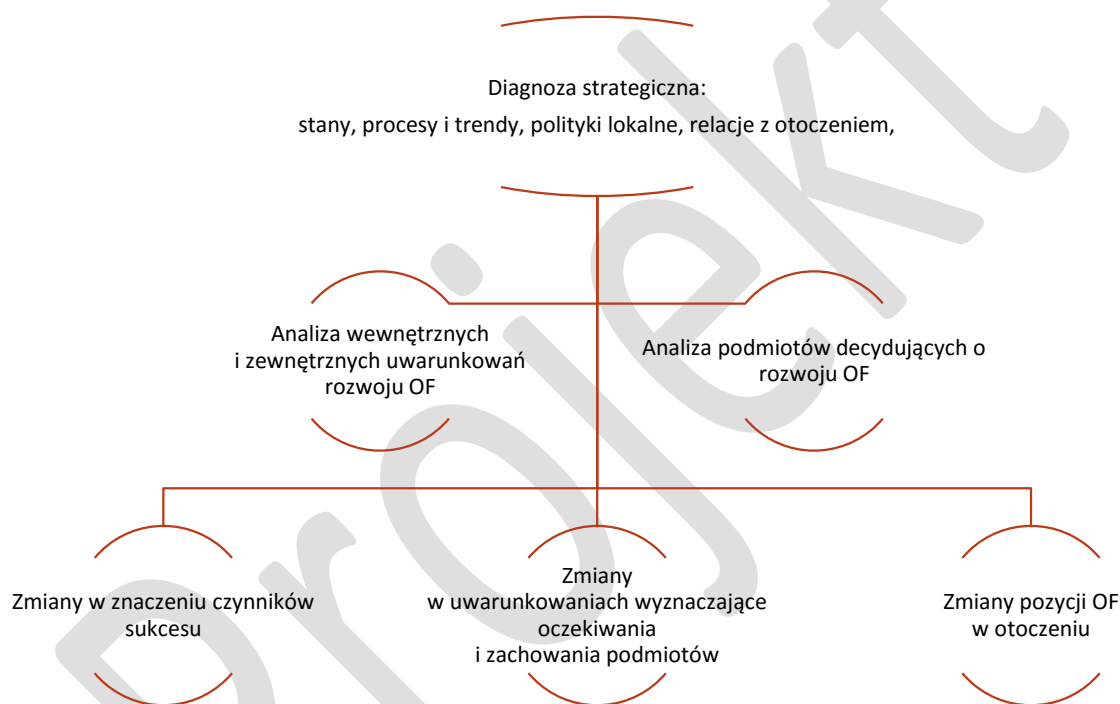 Diagnoza strategiczna:
stany, procesy i trendy, polityki lokalne, relacje z otoczeniem,
Analiza wewnętrznych
i zewnętrznych uwarunkowań
rozwoju OF
Analiza podmiotów decydujących o
rozwoju OF
Zmiany w znaczeniu czynników
sukcesu
Zmiany
w uwarunkowaniach wyznaczające
oczekiwania
i zachowania podmiotów
Zmiany pozycji OF
w otoczeniu
Projekt